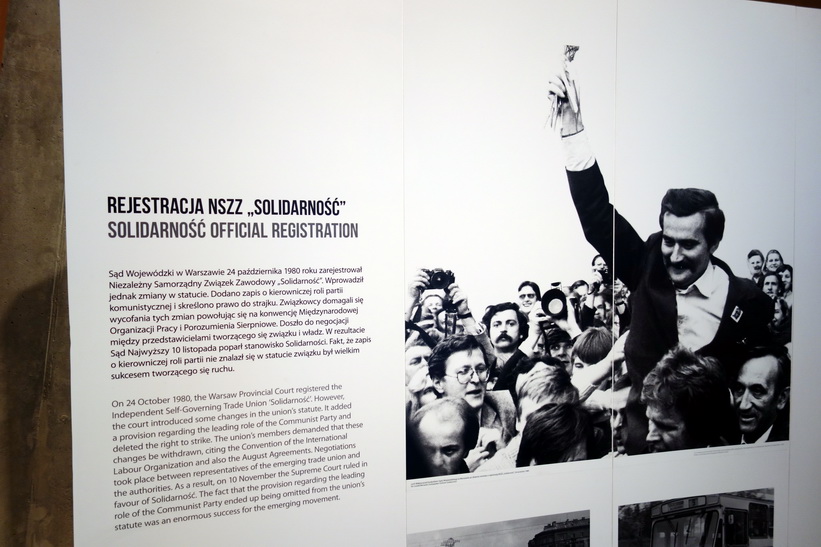 REJESTRACJA NSZZ „SOLIDARNOŚĆ”
SOLIDARNOŚĆ OFFICIAL REGISTRATION
Sąd Wojewódzki w Warszawie 24 października 1980 roku zarejestrował
Niezależny Samorządny Związek Zawodowy „Solidarność”. Wprowadził
jednak zmiany w statucie. Dodano zapis o kierowniczej roli partii
komunistycznej i skreślono prawo do strajku. Związkowcy domagali się
wycofania tych zmian powołując się na konwencję Międzynarodowej
Organizacji Pracy i Porozumienia Sierpniowe. Doszło do negocjacji
między przedstawicielami tworzącego się związku i władz. W rezultacie
Sąd Najwyższy 10 listopada poparł stanowisko Solidarności. Fakt, że zapis
o kierowniczej roli partii nie znalazł się w statucie związku był wielkim
sukcesem tworzącego się ruchu.
On 24 October 1980, the Warsaw Provincial Court registered the
Independent Self-Governing Trade Union 'Solidarność'. However,
the court introduced some changes in the union's statute. It added
a provision regarding the leading role of the Communist Party and
deleted the right to strike. The union's members demanded that these
changes be withdrawn, citing the Convention of the International
Labour Organization and also the August Agreements. Negotiations
took place between representatives of the emerging trade union and
the authorities. As a result, on 10 November the Supreme Court ruled in
favour of Solidarność. The fact that the provision regarding the leading
role of the Communist Party ended up being omitted from the union's
statute was an enormous success for the emerging movement.